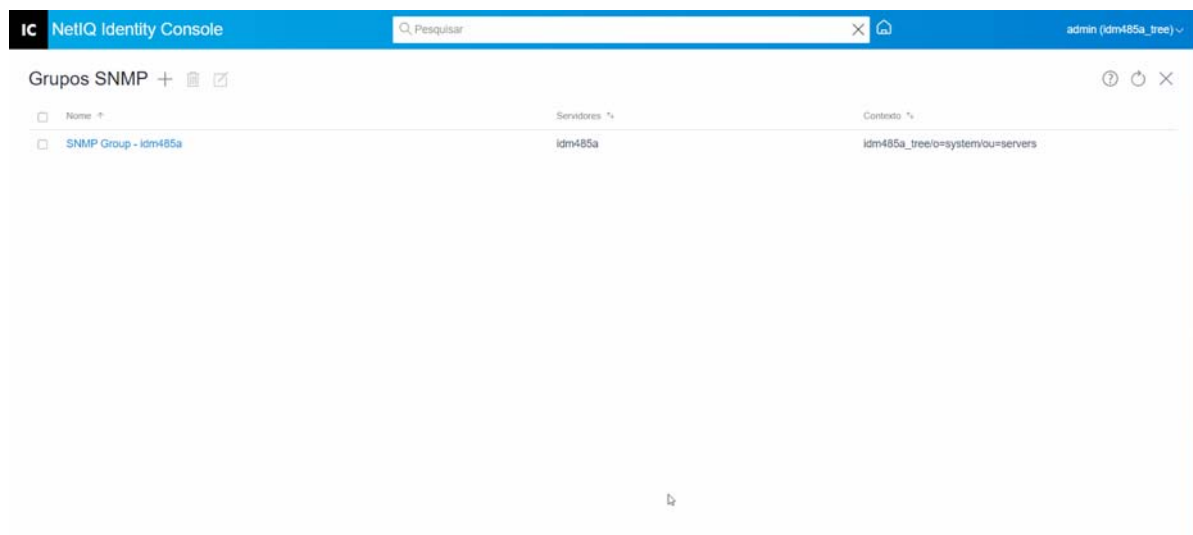 IC NetIQ Identity Console Pesquisar admin (idm485a_tree)
Grupos SNMP
Nome Servidores Contexto
SNMP Group - idm485a idm485a idm485a_tree/o=system/ou=servers